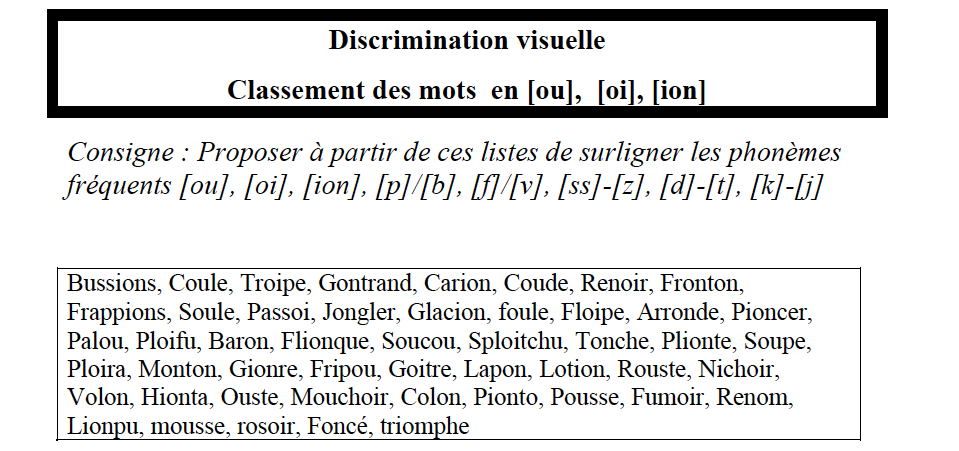 Discrimination visuelle
Classement des mots en [ou], [oi], [ion]
Consigne : Proposer à partir de ces listes de surligner les phonèmes
fréquents [ou], [oi], [ion], [p]/[b], [f]/[v], [ss]-[z], [d]-[t], [k]-[j]
Bussions, Coule, Troipe, Gontrand, Carion, Coude, Renoir, Fronton,
Frappions, Soule, Passoi, Jongler, Glacion, foule, Floipe, Arronde, Pioncer,
Palou, Ploifu, Baron, Flionque, Soucou, Sploitchu, Tonche, Plionte, Soupe,
Ploira, Monton, Gionre, Fripou, Goitre, Lapon, Lotion, Rouste, Nichoir,
Volon, Hionta, Ouste, Mouchoir, Colon, Pionto, Pousse, Fumoir, Renom,
Lionpu, mousse, rosoir, Foncé, triomphe